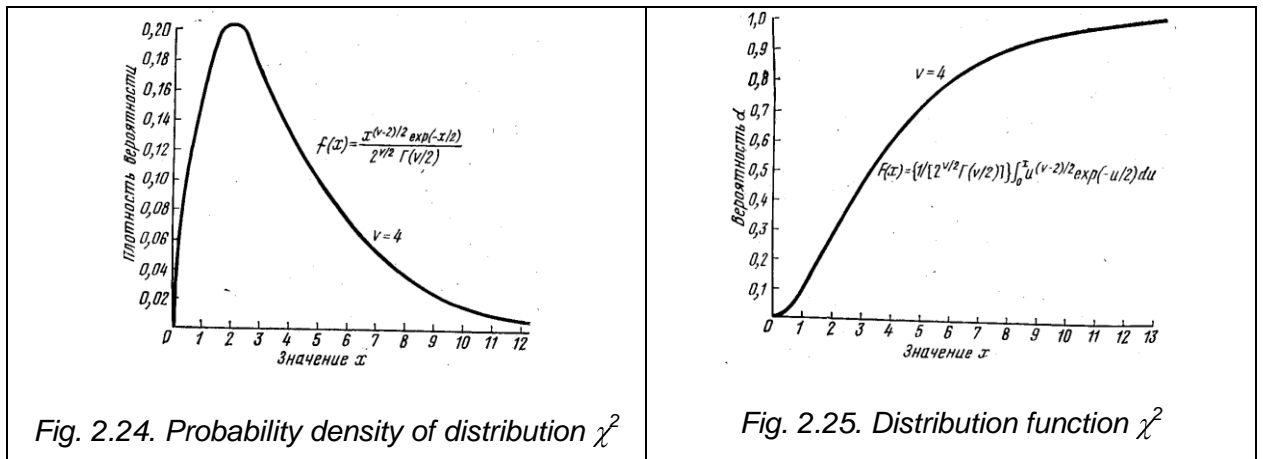 0,20
0,18
0,16
0,14
0,12
0,10
0,08
0,06
0,04
0,02
0 1 2 3 4 5 6 7 8 9 10 11 12
Плотность вероятности
Значение x
f(x)=x^{(ν-2)/2} exp(-x/2) / 2^{ν/2} Γ(ν/2)
ν=4
Fig. 2.24. Probability density of distribution χ²
1,0
0,9
0,8
0,7
0,6
0,5
0,4
0,3
0,2
0,1
0 1 2 3 4 5 6 7 8 9 10 11 12 13
Вероятность α
Значение x
ν=4
F(x)={1/[2^{ν/2}Γ(ν/2)]}∫₀ˣu^{(ν-2)/2}exp(-u/2)du
Fig. 2.25. Distribution function χ²